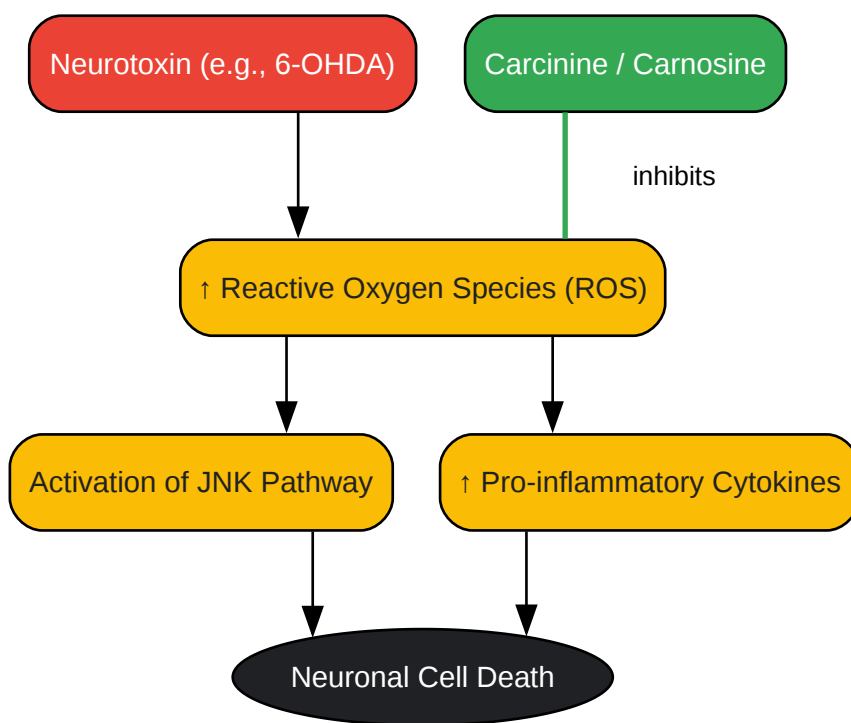 Neurotoxin (e.g., 6-OHDA)
Carcinine / Carnosine
inhibits
↑ Reactive Oxygen Species (ROS)
Activation of JNK Pathway
↑ Pro-inflammatory Cytokines
Neuronal Cell Death